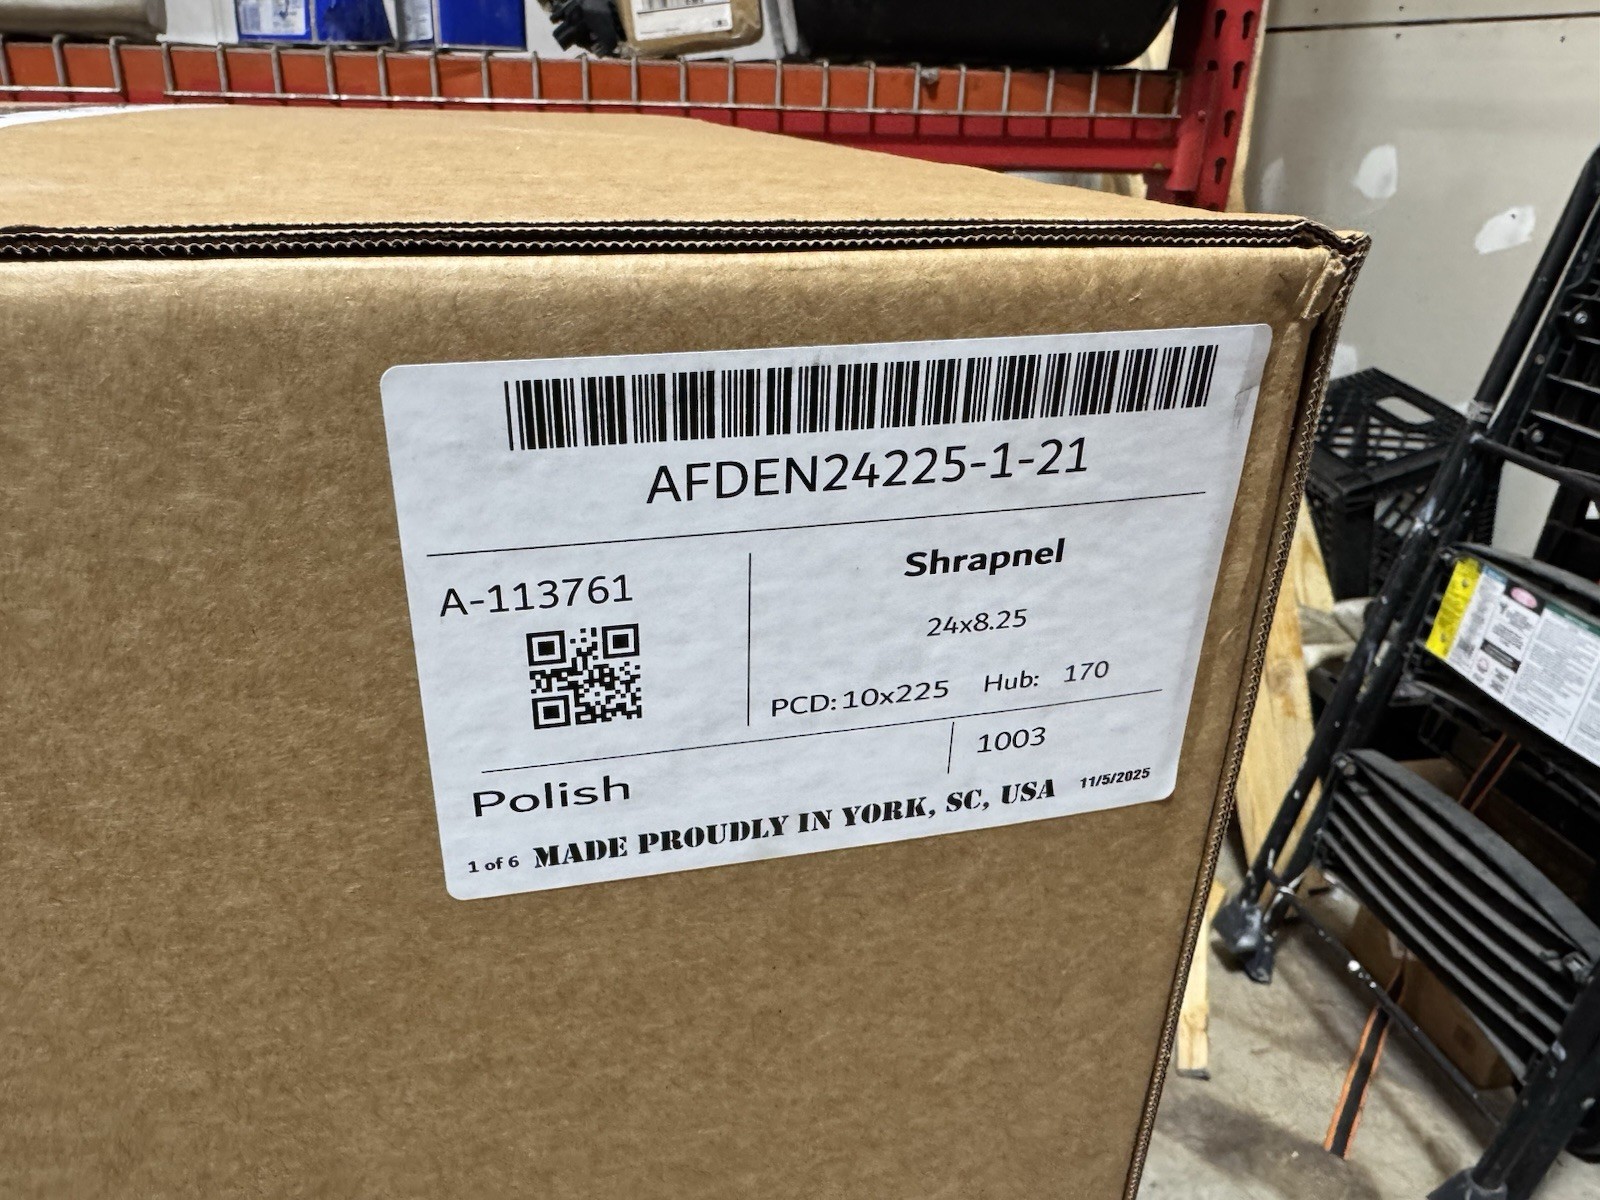 AFDEN24225-1-21
A-113761
Shrapnel
24x8.25
PCD: 10x225 Hub: 170
1003
Polish
1 of 6 MADE PROUDLY IN YORK, SC, USA 11/5/2025